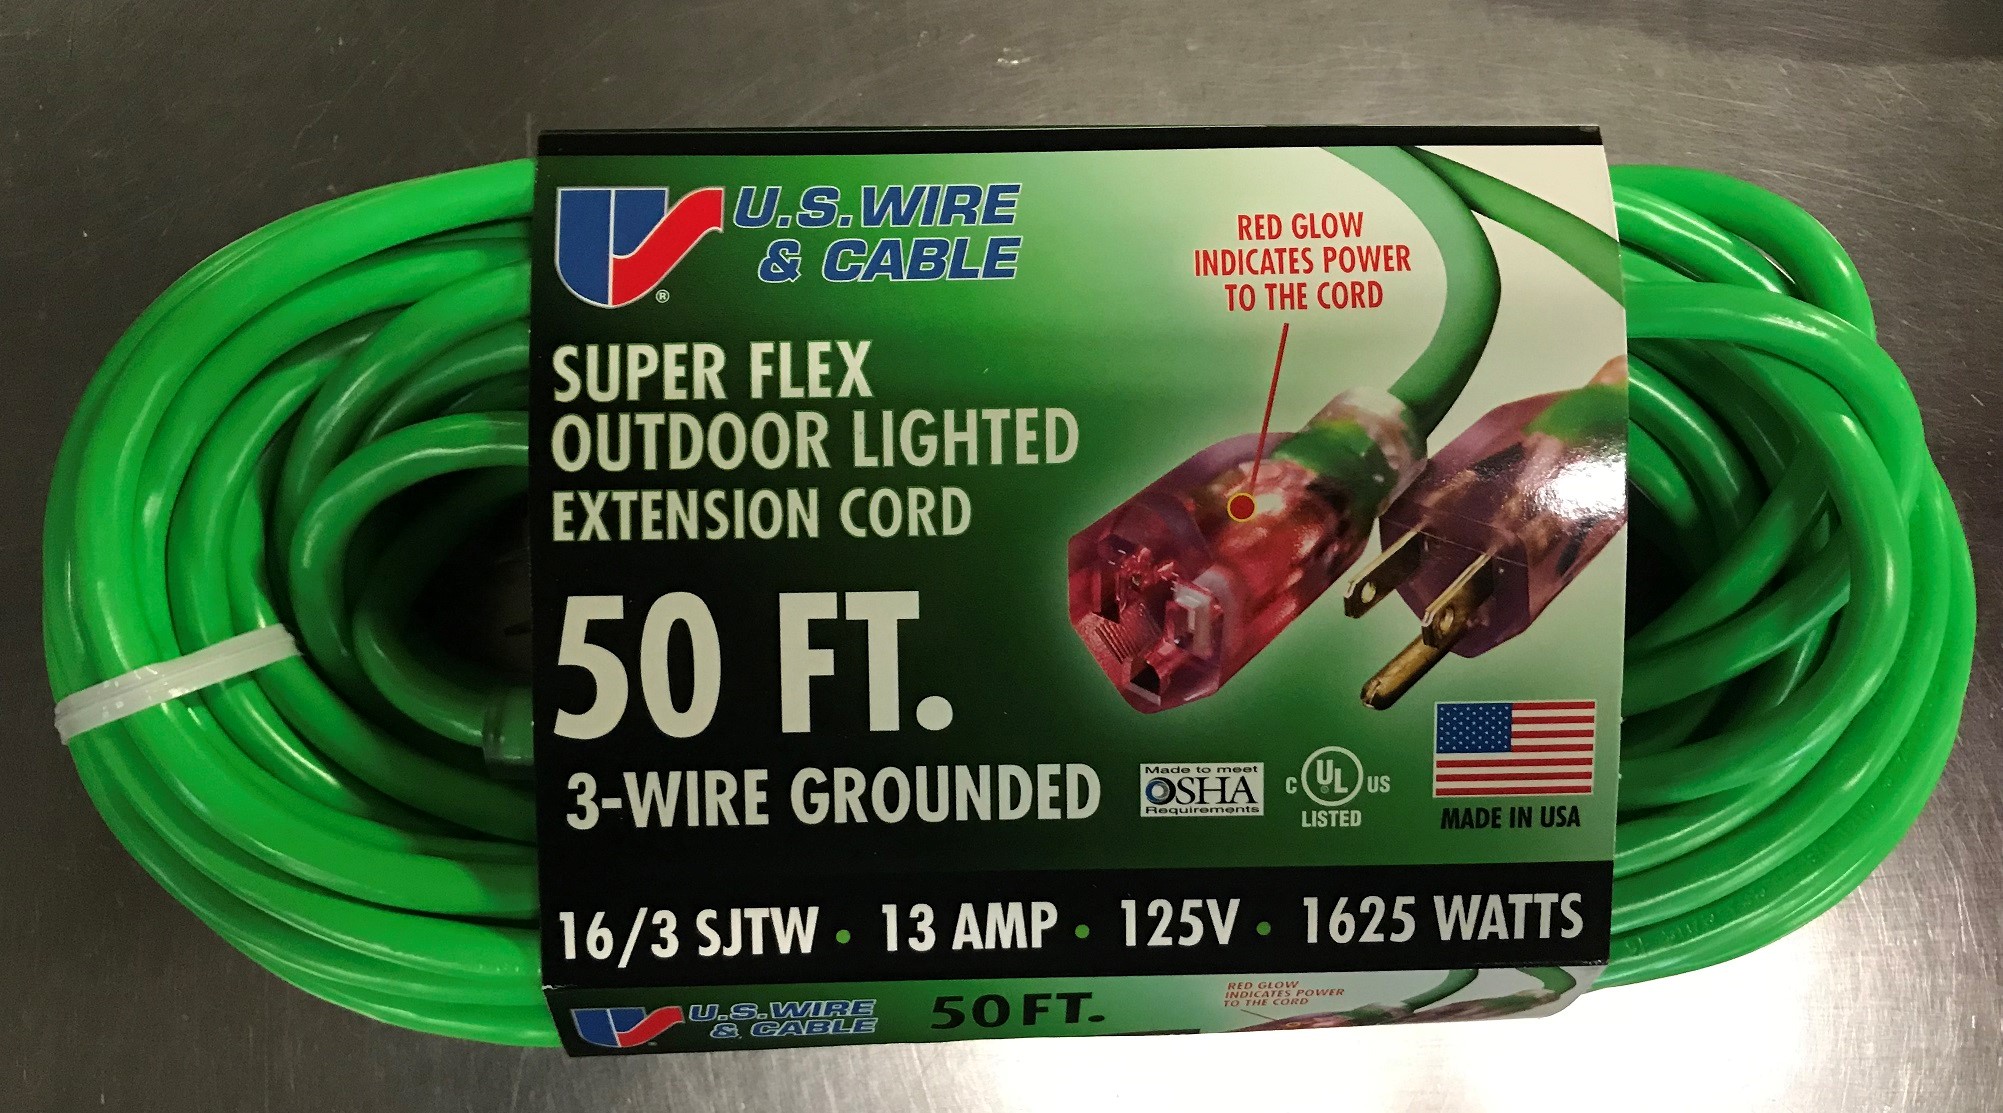 U.S. WIRE
& CABLE
®
RED GLOW
INDICATES POWER
TO THE CORD
SUPER FLEX
OUTDOOR LIGHTED
EXTENSION CORD
50 FT.
3-WIRE GROUNDED
Made to meet
OSHA
Requirements
C UL US
LISTED
MADE IN USA
16/3 SJTW • 13 AMP • 125V • 1625 WATTS
U.S. WIRE
& CABLE
50 FT.
RED GLOW
INDICATES POWER
TO THE CORD